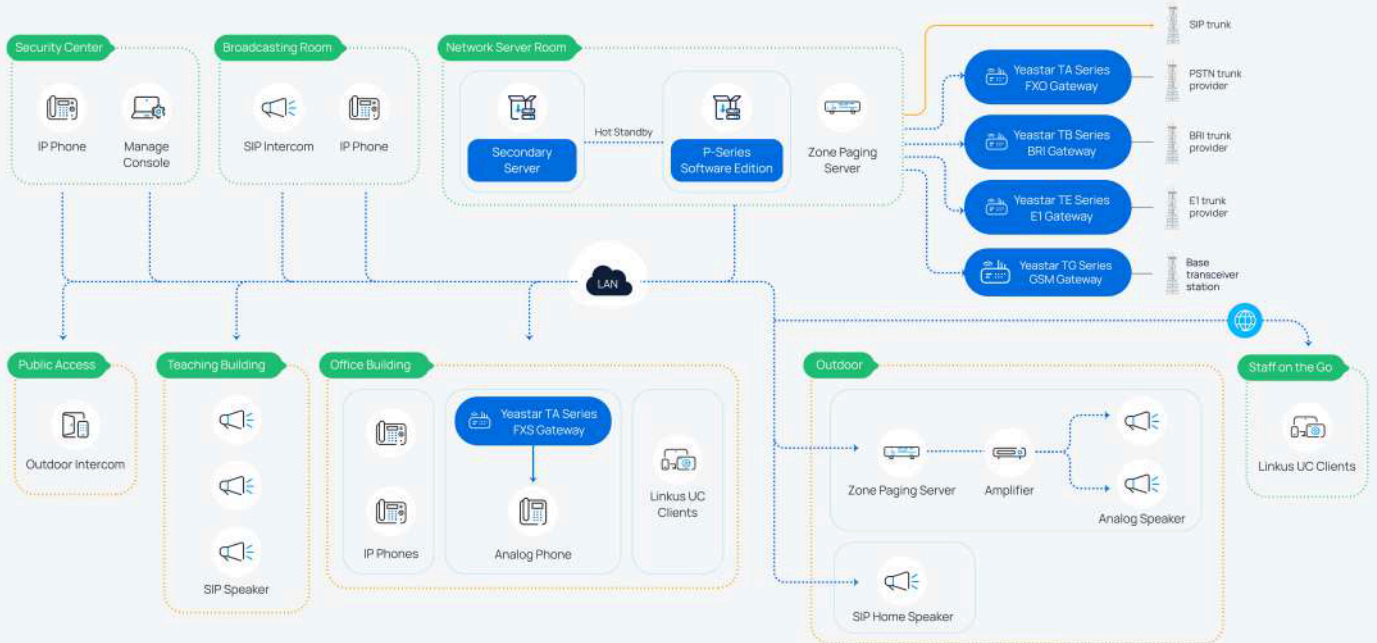 Security Center
IP Phone
Manage
Console
Broadcasting Room
SIP Intercom
IP Phone
Network Server Room
Secondary
Server
Hot Standby
P-Series
Software Edition
Zone Paging
Server
SIP trunk
Yeastar TA Series
FXO Gateway
PSTN trunk
provider
Yeastar TB Series
BRI Gateway
BRI trunk
provider
Yeastar TE Series
E1 Gateway
E1 trunk
provider
Yeastar TG Series
GSM Gateway
Base
transceiver
station
LAN
Public Access
Outdoor Intercom
Teaching Building
SIP Speaker
Office Building
IP Phones
Yeastar TA Series
FXS Gateway
Analog Phone
Linkus UC
Clients
Outdoor
Zone Paging Server
Amplifier
Analog Speaker
SIP Home Speaker
Staff on the Go
Linkus UC Clients